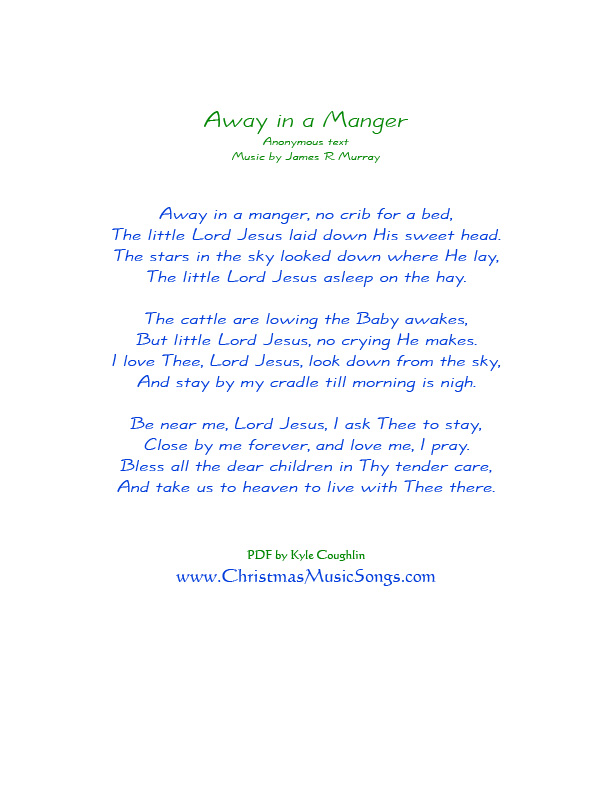 Away in a Manger
Anonymous text
Music by James R. Murray
Away in a manger, no crib for a bed,
The little Lord Jesus laid down His sweet head.
The stars in the sky looked down where He lay,
The little Lord Jesus asleep on the hay.
The cattle are lowing the Baby awakes,
But little Lord Jesus, no crying He makes.
I love Thee, Lord Jesus, look down from the sky,
And stay by my cradle till morning is nigh.
Be near me, Lord Jesus, I ask Thee to stay,
Close by me forever, and love me, I pray.
Bless all the dear children in Thy tender care,
And take us to heaven to live with Thee there.
PDF by Kyle Coughlin
www.ChristmasMusicSongs.com